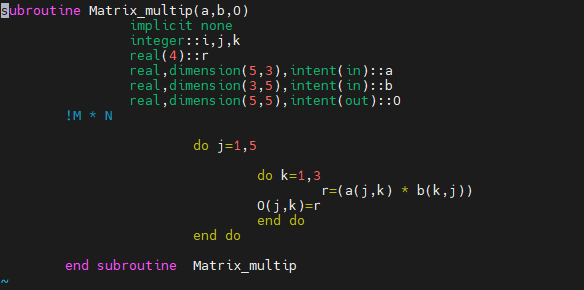 subroutine Matrix_multip(a,b,O)
implicit none
integer::i,j,k
real(4)::r
real,dimension(5,3),intent(in)::a
real,dimension(3,5),intent(in)::b
real,dimension(5,5),intent(out)::O
!M * N
do j=1,5
do k=1,3
r=(a(j,k) * b(k,j))
O(j,k)=r
end do
end do
end subroutine  Matrix_multip
~